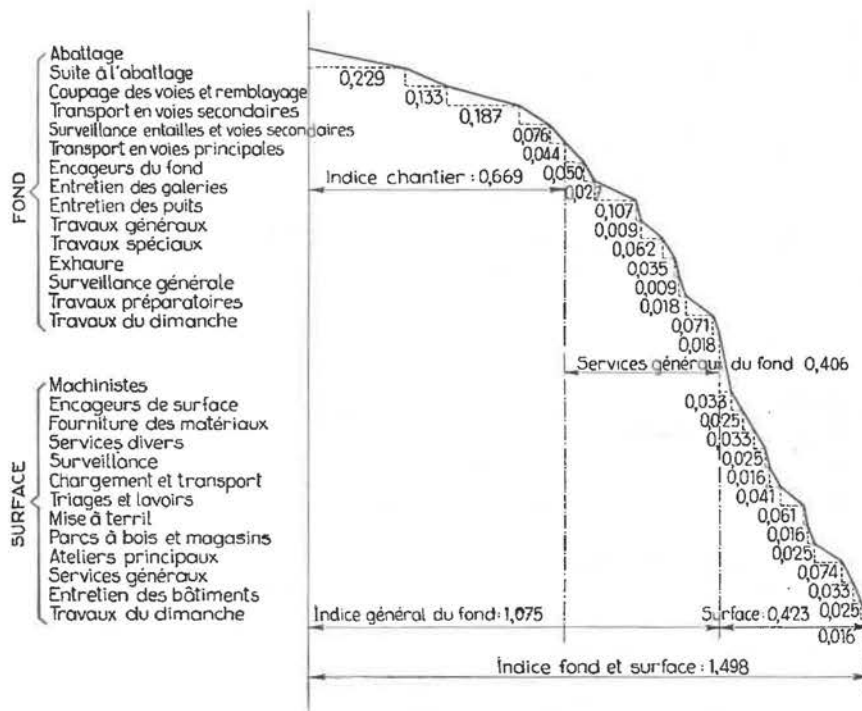 FOND
Abattage
Suite à l'abattage
Coupage des voies et remblayage
Transport en voies secondaires
Surveillance entailles et voies secondaires
Transport en voies principales
Encageurs du fond
Entretien des galeries
Entretien des puits
Travaux généraux
Travaux spéciaux
Exhaure
Surveillance générale
Travaux préparatoires
Travaux du dimanche
SURFACE
Machinistes
Encageurs de surface
Fourniture des matériaux
Services divers
Surveillance
Chargement et transport
Triages et lavoirs
Mise à terril
Parcs à bois et magasins
Ateliers principaux
Services généraux
Entretien des bâtiments
Travaux du dimanche
0,229
0,133
0,187
0,076
0,044
0,050
Indice chantier : 0,669
0,027
0,107
0,009
0,062
0,035
0,009
0,018
0,071
0,018
Services généraux du fond 0,406
0,033
0,025
0,033
0,025
0,016
0,041
0,061
0,016
0,025
0,074
0,033
0,025
0,016
Indice général du fond : 1,075
Surface : 0,423
Indice fond et surface : 1,498